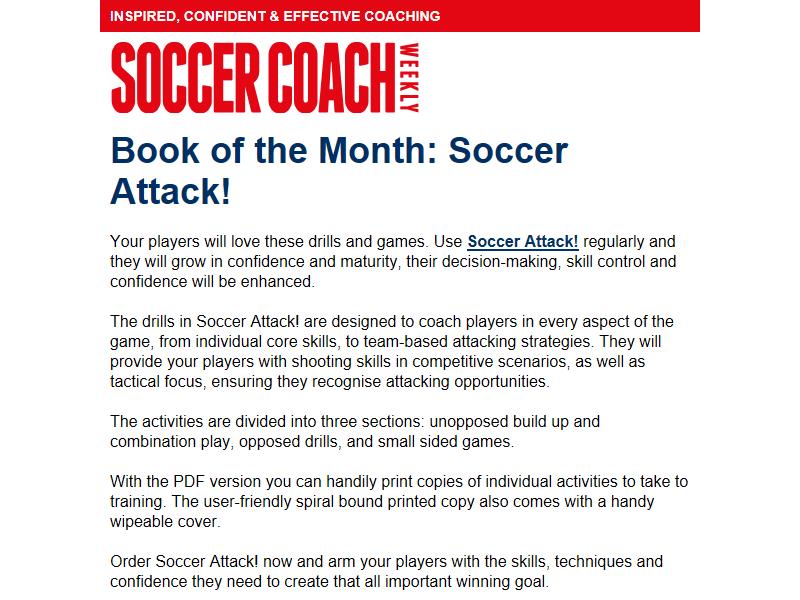 INSPIRED, CONFIDENT & EFFECTIVE COACHING
SOCCER COACH WEEKLY
Book of the Month: Soccer
Attack!
Your players will love these drills and games. Use Soccer Attack! regularly and
they will grow in confidence and maturity, their decision-making, skill control and
confidence will be enhanced.
The drills in Soccer Attack! are designed to coach players in every aspect of the
game, from individual core skills, to team-based attacking strategies. They will
provide your players with shooting skills in competitive scenarios, as well as
tactical focus, ensuring they recognise attacking opportunities.
The activities are divided into three sections: unopposed build up and
combination play, opposed drills, and small sided games.
With the PDF version you can handily print copies of individual activities to take to
training. The user-friendly spiral bound printed copy also comes with a handy
wipeable cover.
Order Soccer Attack! now and arm your players with the skills, techniques and
confidence they need to create that all important winning goal.